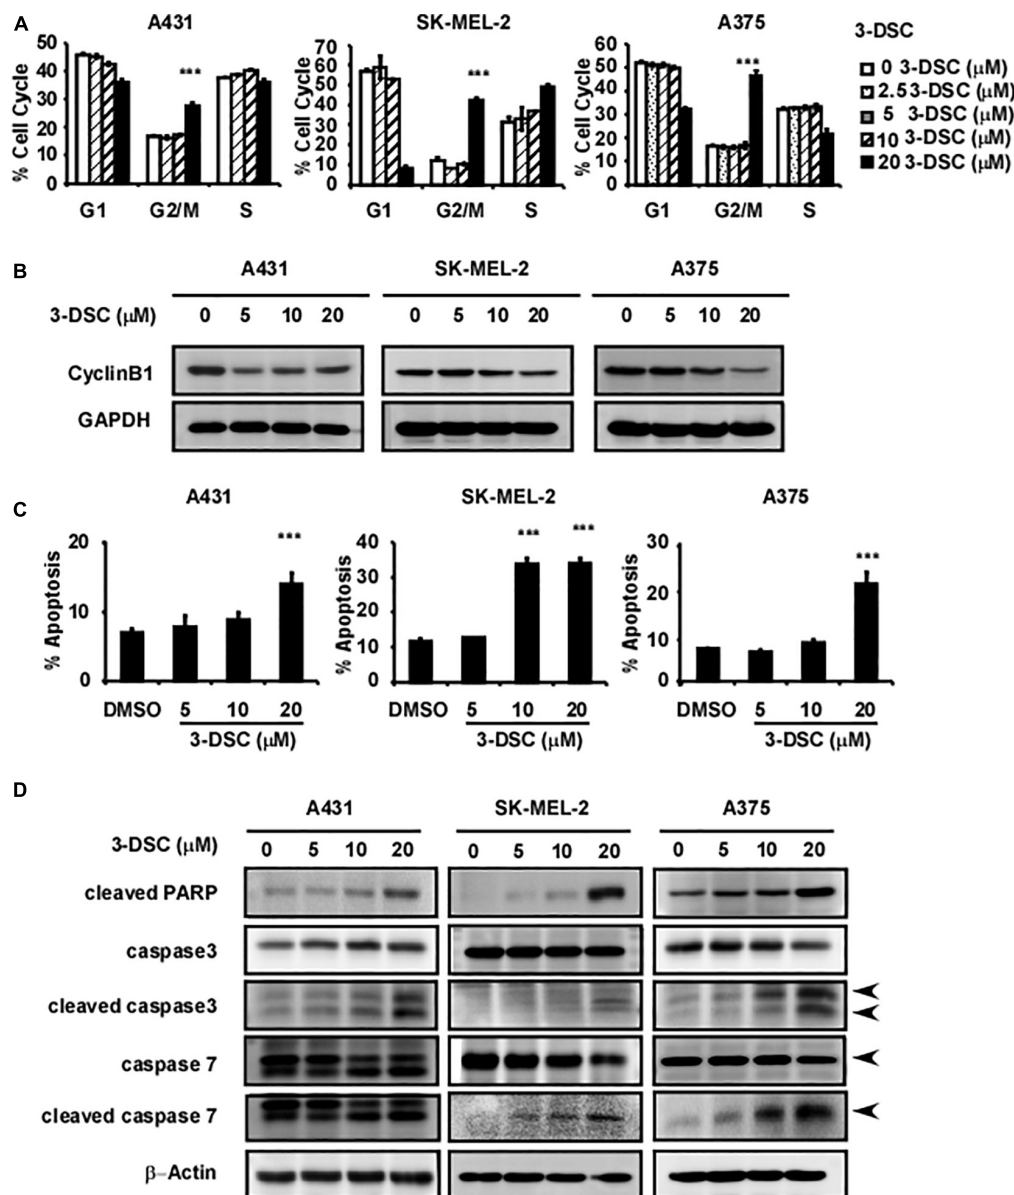 A
A431
SK-MEL-2
A375
3-DSC
0 3-DSC (μM)
2.5 3-DSC (μM)
5 3-DSC (μM)
10 3-DSC (μM)
20 3-DSC (μM)
% Cell Cycle
50
40
30
20
10
0
***
G1 G2/M S
% Cell Cycle
70
60
50
40
30
20
10
0
***
G1 G2/M S
% Cell Cycle
60
50
40
30
20
10
0
***
G1 G2/M S
B
A431 SK-MEL-2 A375
3-DSC (μM) 0 5 10 20 0 5 10 20 0 5 10 20
CyclinB1
GAPDH
C
A431
% Apoptosis
20
10
0
***
DMSO 5 10 20
3-DSC (μM)
SK-MEL-2
% Apoptosis
40
30
20
10
0
*** ***
DMSO 5 10 20
3-DSC (μM)
A375
% Apoptosis
30
20
10
0
***
DMSO 5 10 20
3-DSC (μM)
D
A431 SK-MEL-2 A375
3-DSC (μM) 0 5 10 20 0 5 10 20 0 5 10 20
cleaved PARP
caspase3
cleaved caspase3
caspase 7
cleaved caspase 7
β–Actin